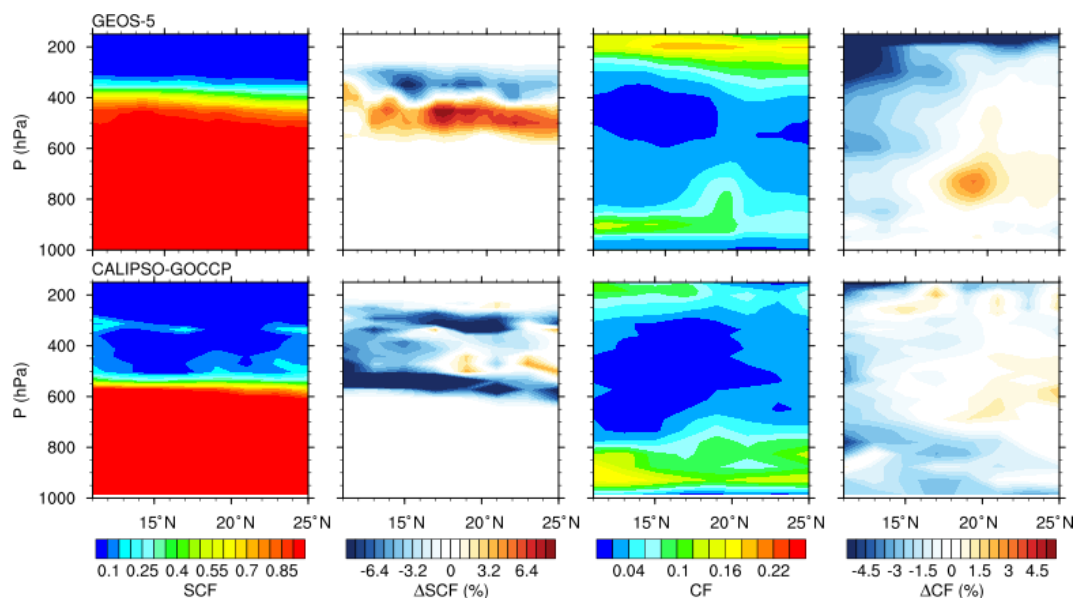 GEOS-5
P (hPa)
200
400
600
800
1000
CALIPSO-GOCCP
P (hPa)
200
400
600
800
1000
15°N 20°N 25°N 15°N 20°N 25°N 15°N 20°N 25°N 15°N 20°N 25°N
0.1 0.25 0.4 0.55 0.7 0.85
-6.4 -3.2 0 3.2 6.4
0.04 0.1 0.16 0.22
-4.5 -3 -1.5 0 1.5 3 4.5
SCF
ΔSCF (%)
CF
ΔCF (%)